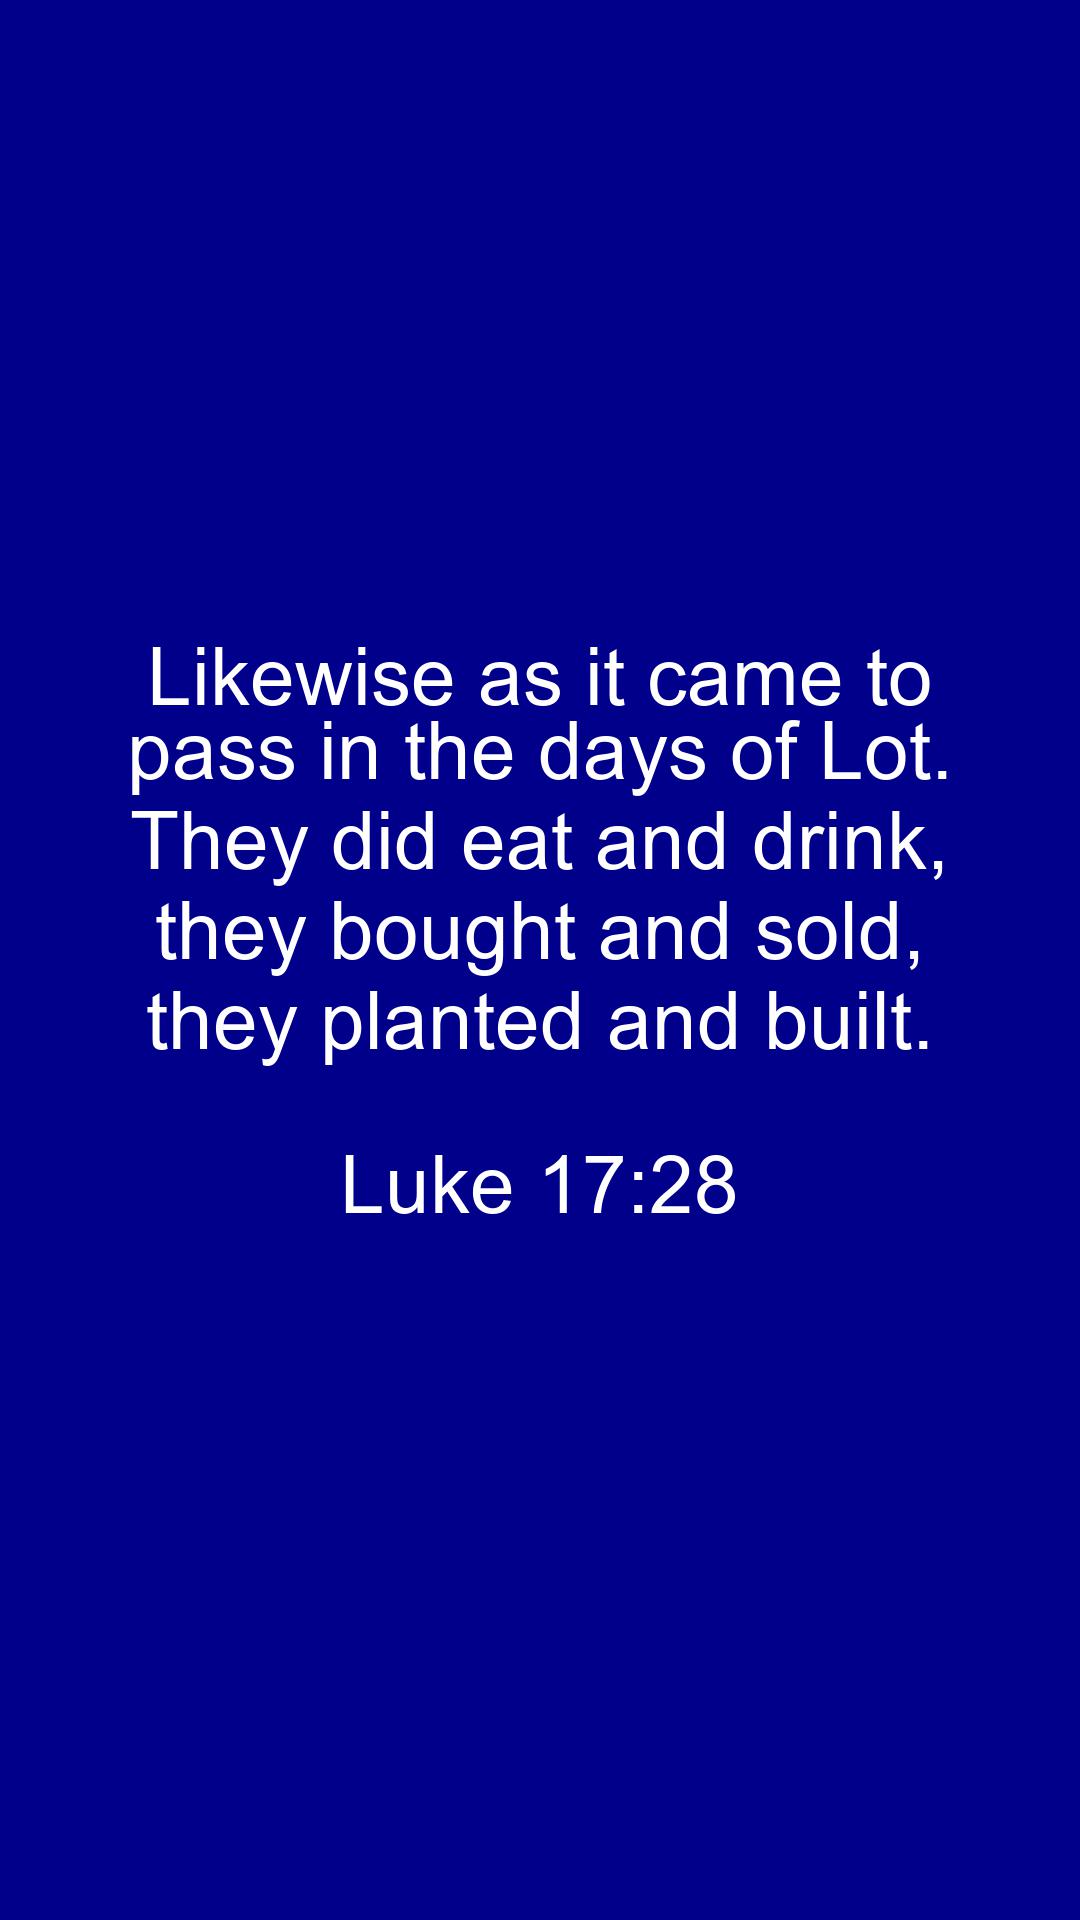 Likewise as it came to
pass in the days of Lot.
They did eat and drink,
they bought and sold,
they planted and built.
Luke 17:28